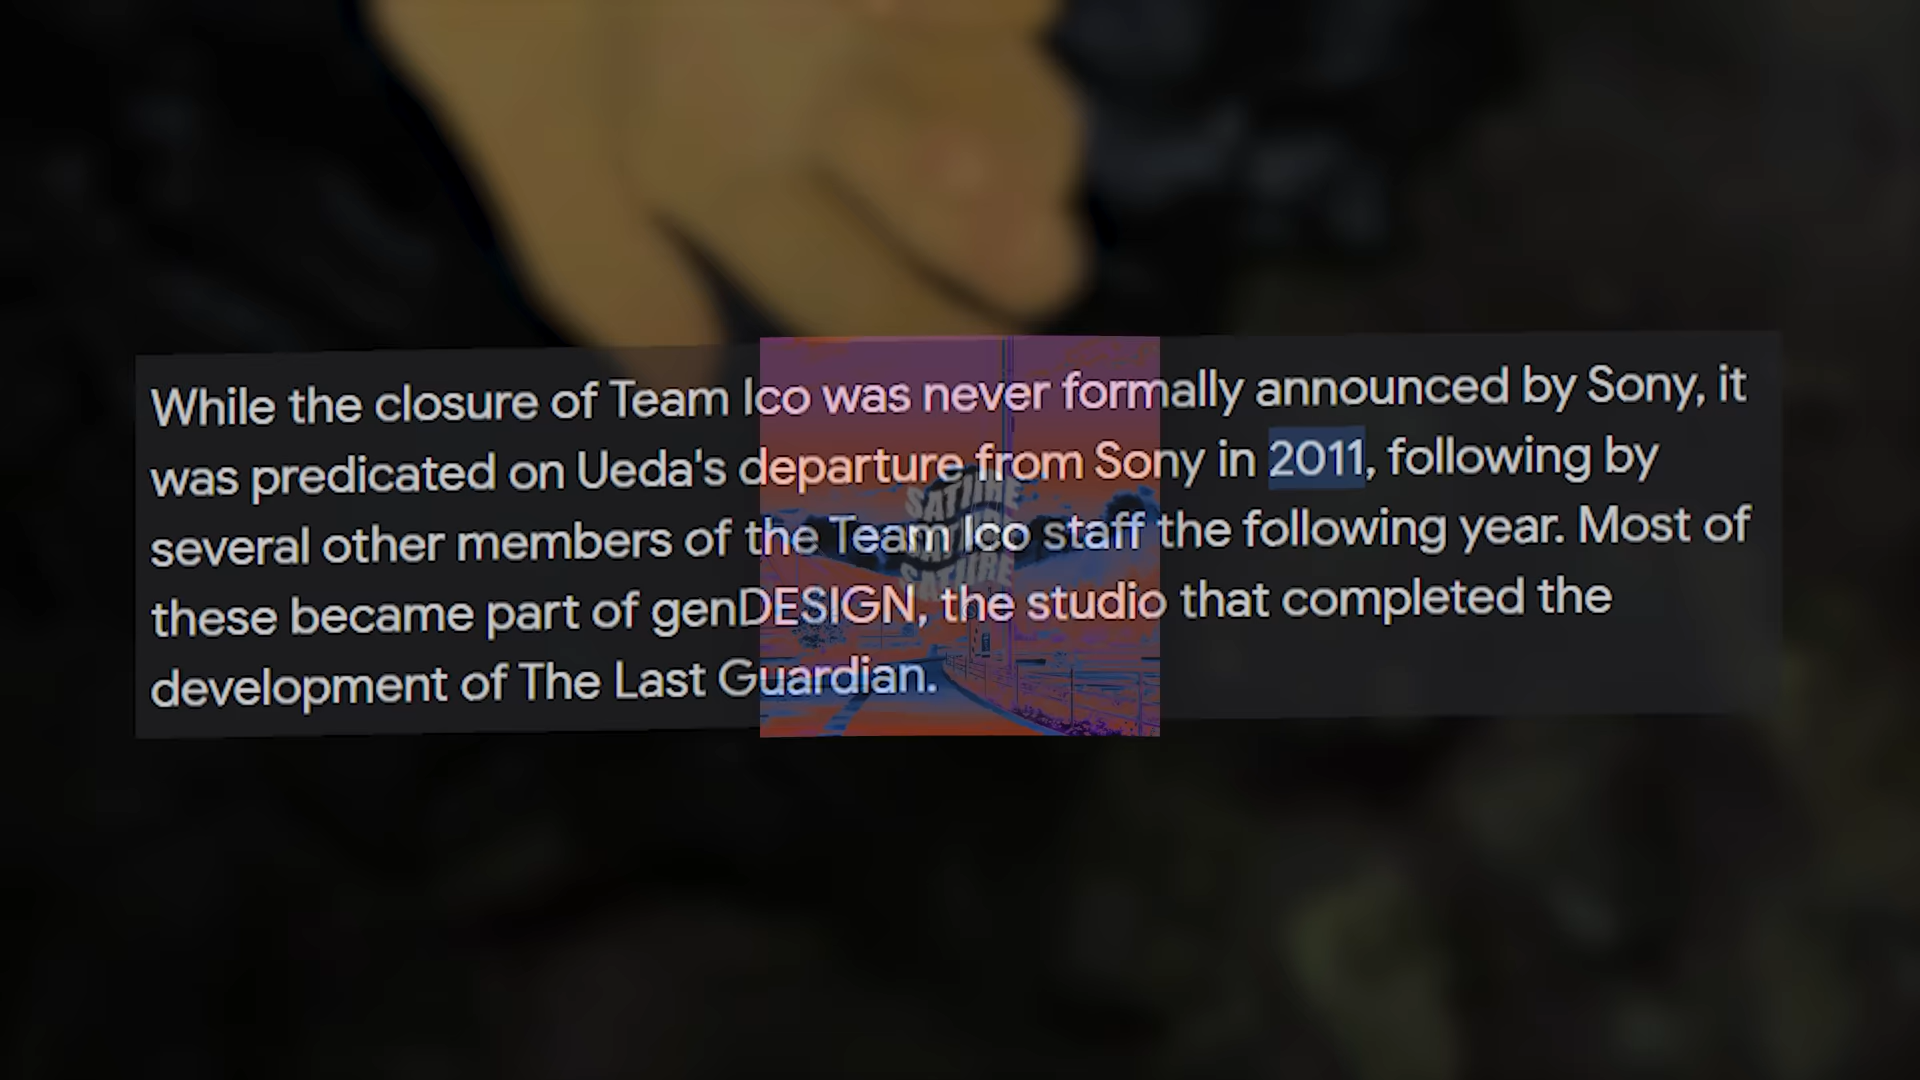 While the closure of Team Ico was never formally announced by Sony, it
was predicated on Ueda's departure from Sony in 2011, following by
several other members of the Team Ico staff the following year. Most of
these became part of genDESIGN, the studio that completed the
development of The Last Guardian.
SATIIRE
SATIIRE